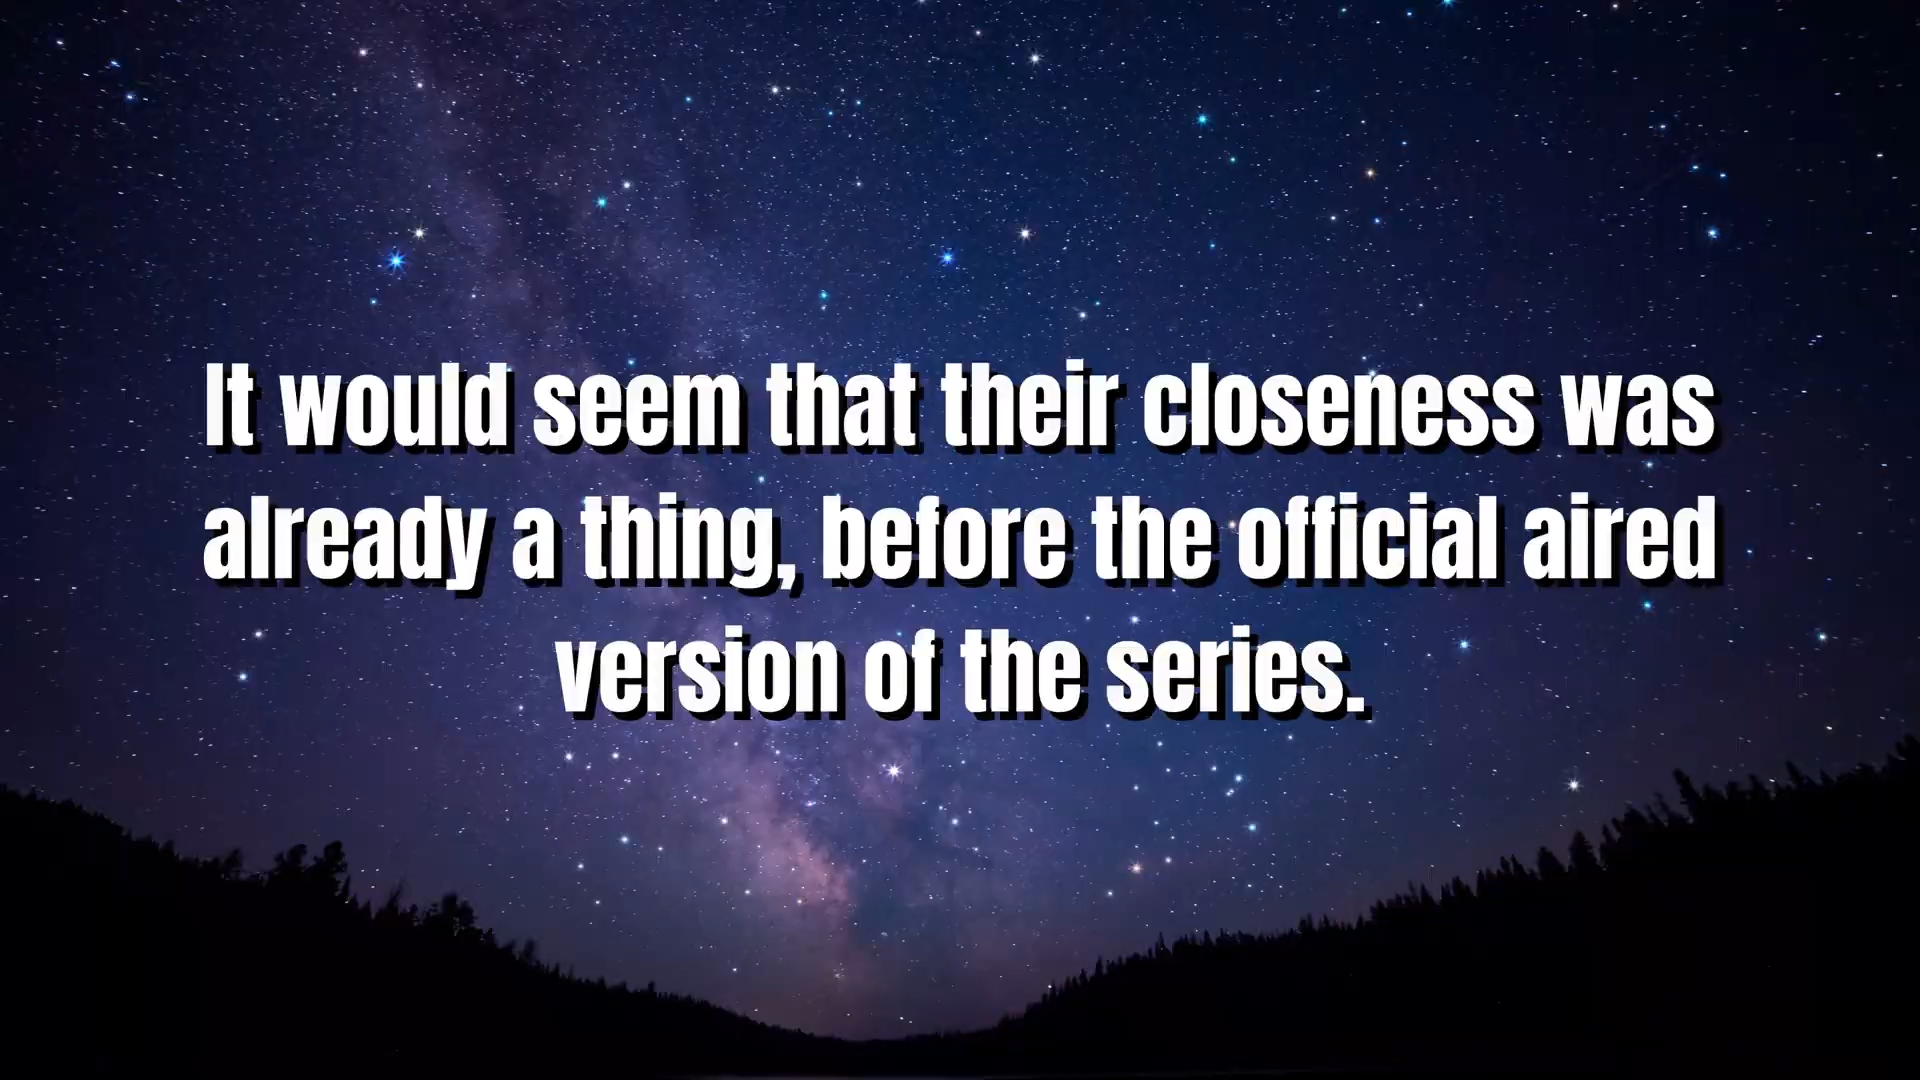 It would seem that their closeness was
already a thing, before the official aired
version of the series.